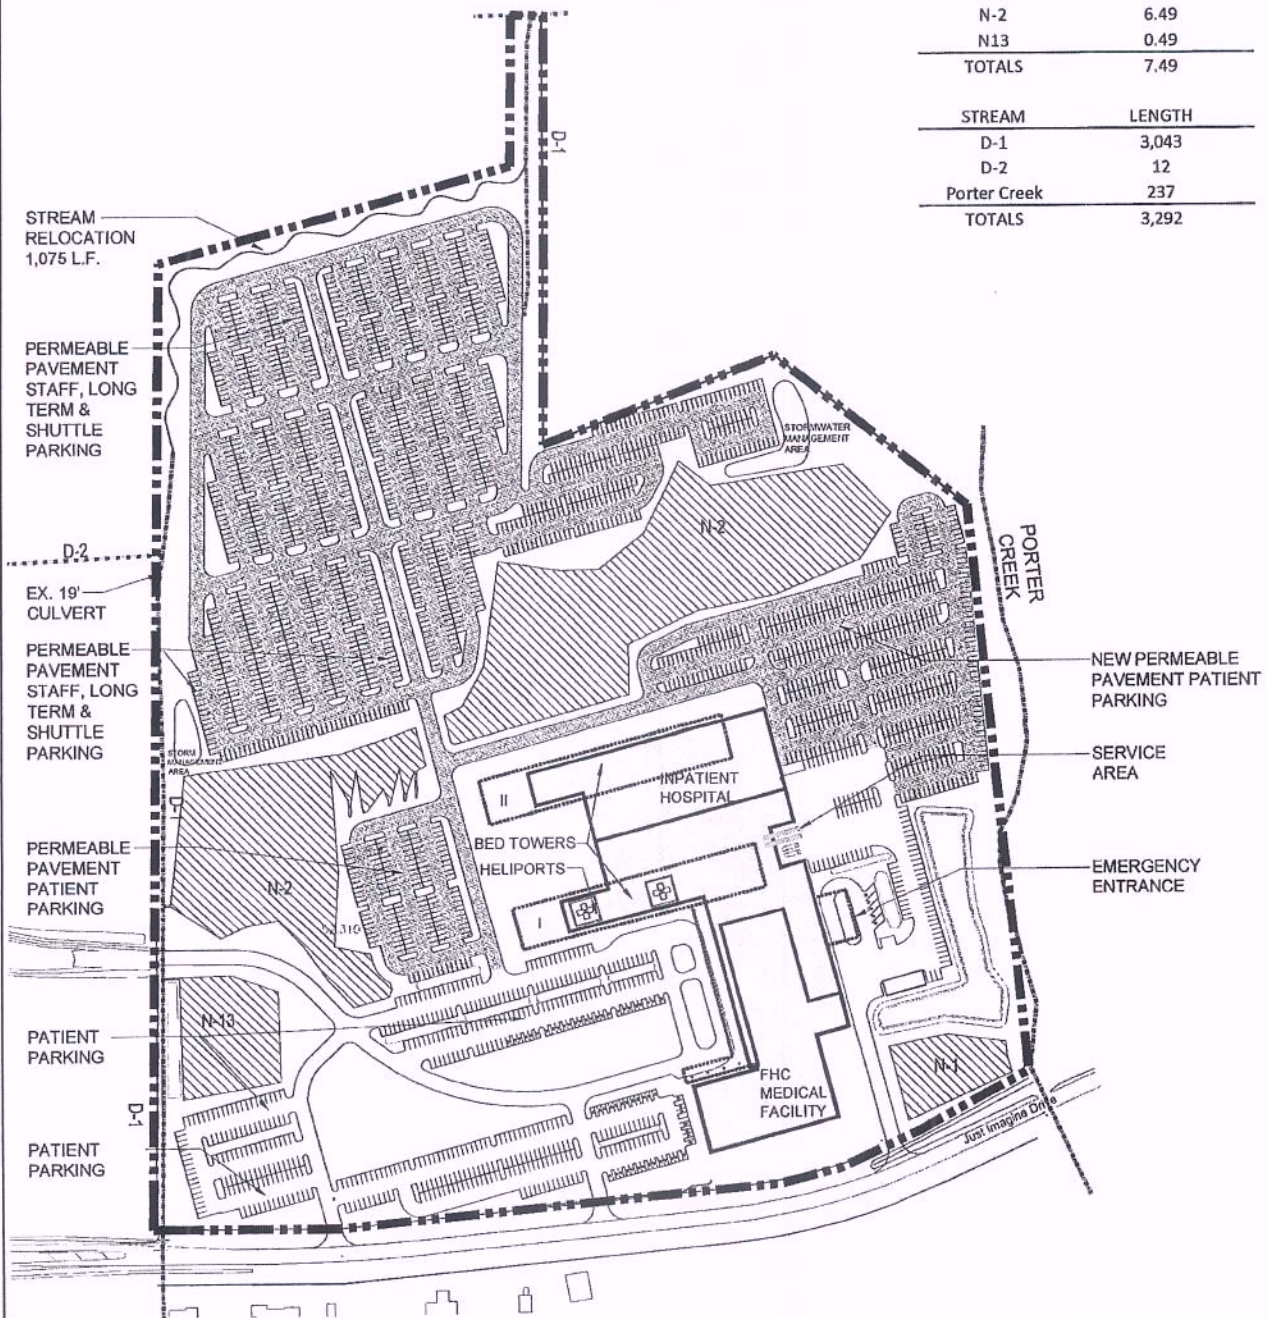 N-2 6.49
N13 0.49
TOTALS 7.49
STREAM LENGTH
D-1 3,043
D-2 12
Porter Creek 237
TOTALS 3,292
D-1
STREAM
RELOCATION
1,075 L.F.
PERMEABLE
PAVEMENT
STAFF, LONG
TERM &
SHUTTLE
PARKING
STORMWATER
MANAGEMENT
AREA
N-2
PORTER
CREEK
D-2
EX. 19'
CULVERT
PERMEABLE
PAVEMENT
STAFF, LONG
TERM &
SHUTTLE
PARKING
NEW PERMEABLE
PAVEMENT PATIENT
PARKING
STORM
MANAGEMENT
AREA
SERVICE
AREA
INPATIENT
HOSPITAL
II
BED TOWERS
HELIPORTS
PERMEABLE
PAVEMENT
PATIENT
PARKING
N-2
I
EMERGENCY
ENTRANCE
N-13
PATIENT
PARKING
FHC
MEDICAL
FACILITY
N-1
D-1
Just Imagine Drive
PATIENT
PARKING